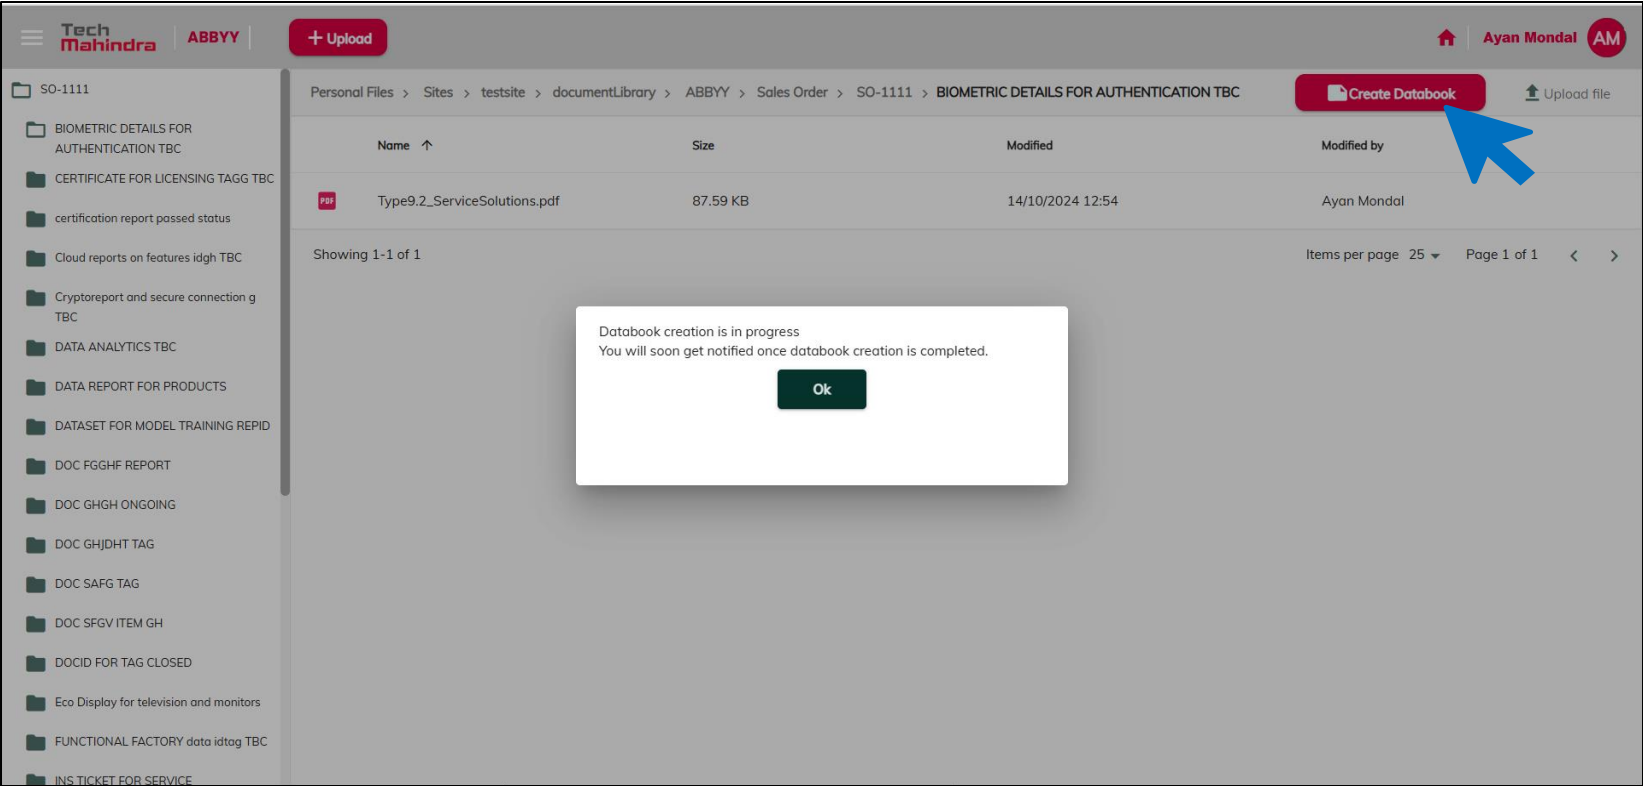 Tech
Mahindra
ABBYY
+ Upload
Ayan Mondal AM
SO-1111
BIOMETRIC DETAILS FOR
AUTHENTICATION TBC
CERTIFICATE FOR LICENSING TAGG TBC
certification report passed status
Cloud reports on features idgh TBC
Cryptoreport and secure connection g
TBC
DATA ANALYTICS TBC
DATA REPORT FOR PRODUCTS
DATASET FOR MODEL TRAINING REPID
DOC FGGHF REPORT
DOC GHGH ONGOING
DOC GHJDHT TAG
DOC SAFG TAG
DOC SFGV ITEM GH
DOCID FOR TAG CLOSED
Eco Display for television and monitors
FUNCTIONAL FACTORY data idtag TBC
INS TICKET FOR SERVICE
Personal Files > Sites > testsite > documentLibrary > ABBYY > Sales Order > SO-1111 > BIOMETRIC DETAILS FOR AUTHENTICATION TBC
Create Databook
Upload file
Name Size Modified Modified by
PDF Type9.2_ServiceSolutions.pdf 87.59 KB 14/10/2024 12:54 Ayan Mondal
Showing 1-1 of 1 Items per page 25 Page 1 of 1
Databook creation is in progress
You will soon get notified once databook creation is completed.
Ok